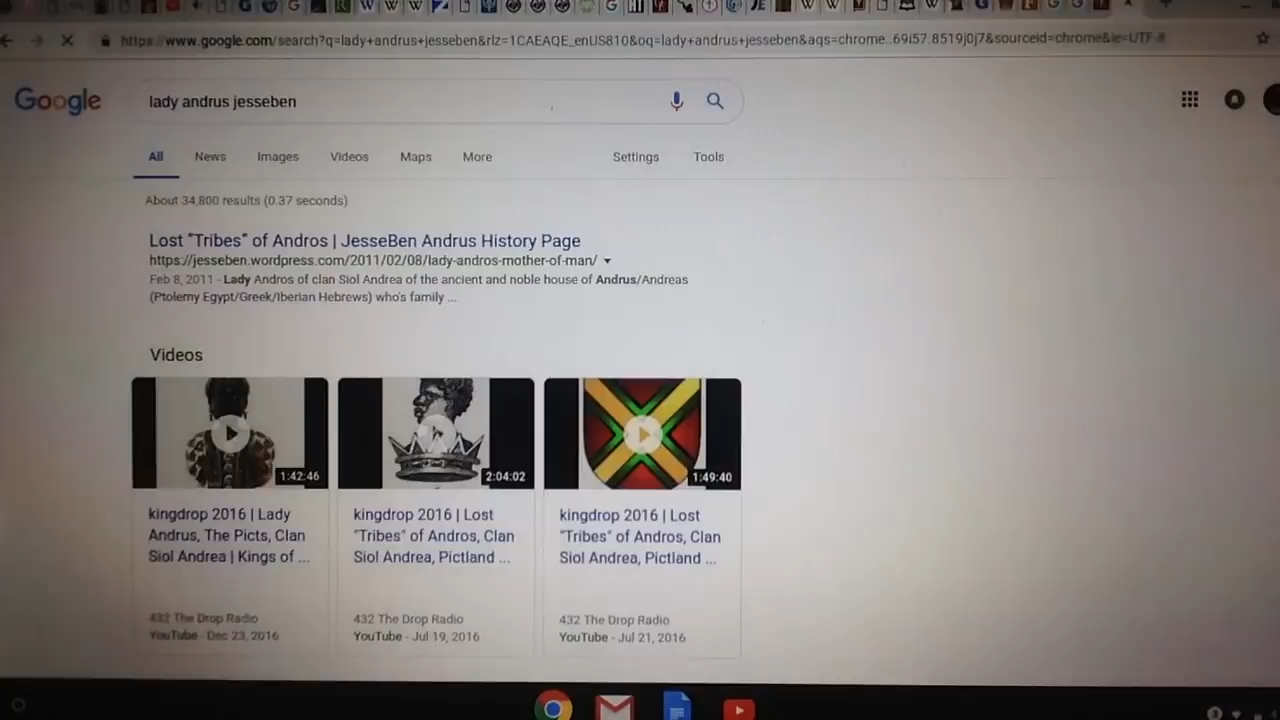 https://www.google.com/search?q=lady+andrus+jesseben&rlz=1CAEAQE_enUS810&oq=lady+andrus+jesseben&aqs=chrome..69i57.8519j0j7&sourceid=chrome&ie=UTF-8
Google
lady andrus jesseben
All News Images Videos Maps More Settings Tools
About 34,800 results (0.37 seconds)
Lost "Tribes" of Andros | JesseBen Andrus History Page
https://jesseben.wordpress.com/2011/02/08/lady-andros-mother-of-man/
Feb 8, 2011 - Lady Andros of clan Siol Andrea of the ancient and noble house of Andrus/Andreas
(Ptolemy Egypt/Greek/Iberian Hebrews) who's family ...
Videos
1:42:46 2:04:02 1:49:40
kingdrop 2016 | Lady
Andrus, The Picts, Clan
Siol Andrea | Kings of ...
432 The Drop Radio
YouTube - Dec 23, 2016
kingdrop 2016 | Lost
"Tribes" of Andros, Clan
Siol Andrea, Pictland ...
432 The Drop Radio
YouTube - Jul 19, 2016
kingdrop 2016 | Lost
"Tribes" of Andros, Clan
Siol Andrea, Pictland ...
432 The Drop Radio
YouTube - Jul 21, 2016